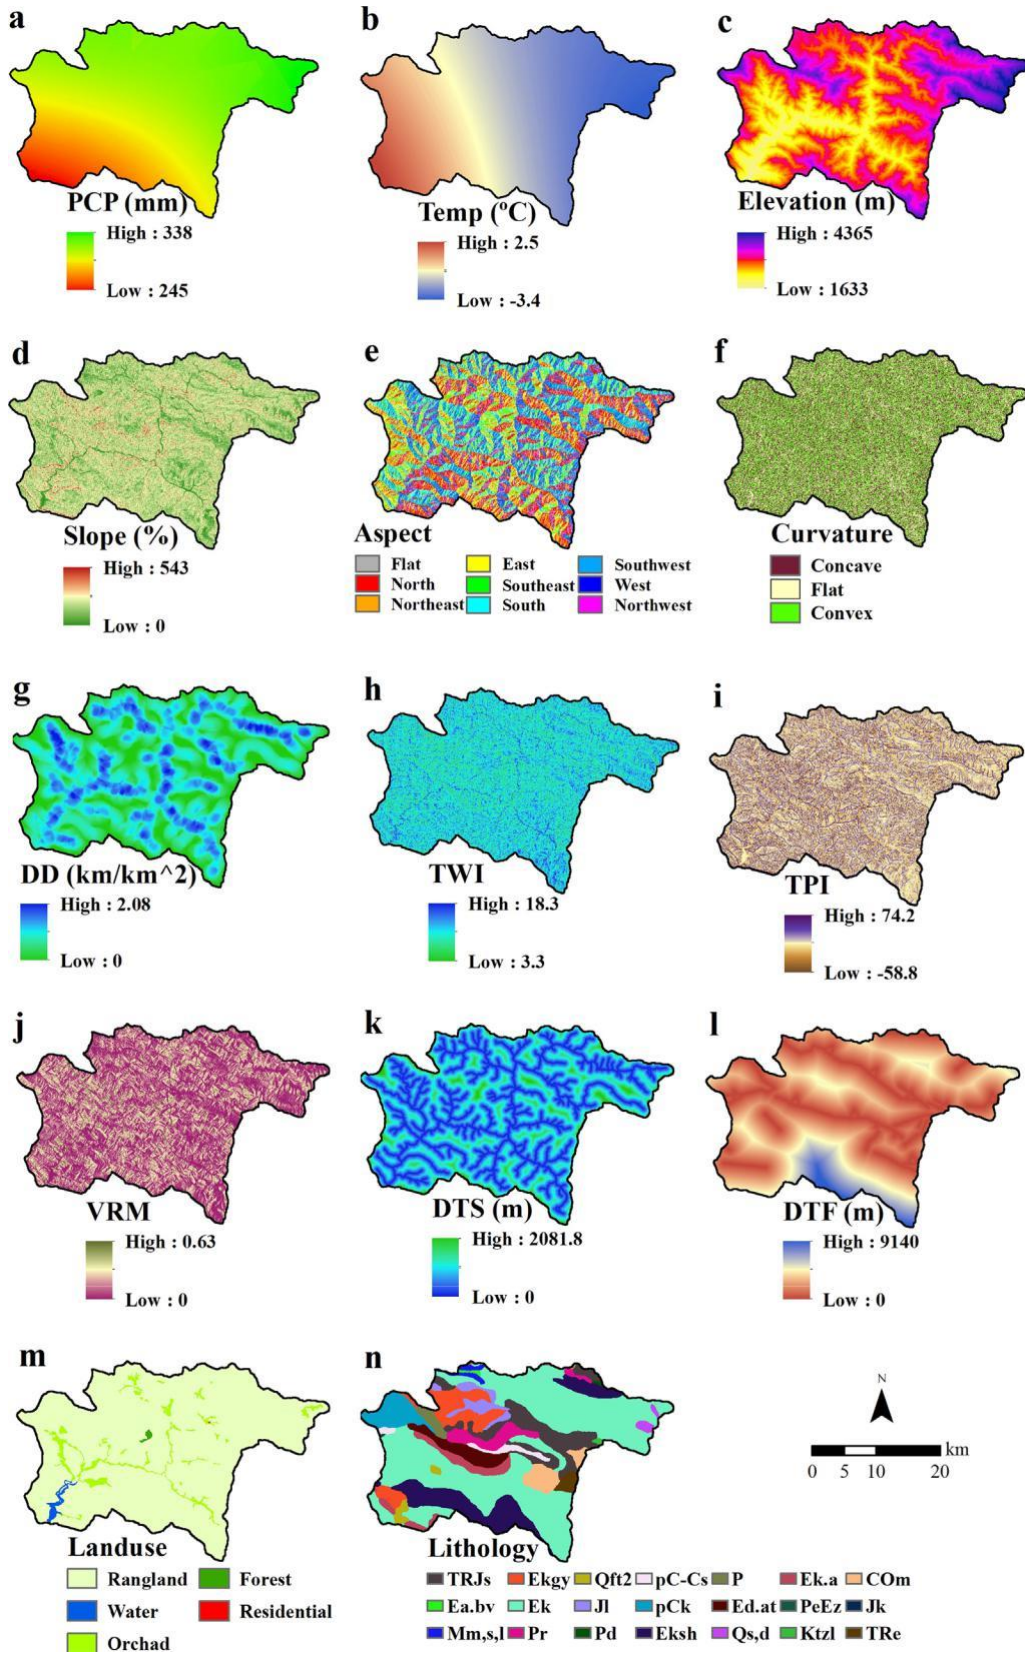 a
b
c
PCP (mm)
High : 338
Low : 245
Temp (ºC)
High : 2.5
Low : -3.4
Elevation (m)
High : 4365
Low : 1633
d
e
f
Slope (%)
High : 543
Low : 0
Aspect
Flat
North
Northeast
East
Southeast
South
Southwest
West
Northwest
Curvature
Concave
Flat
Convex
g
h
i
DD (km/km^2)
High : 2.08
Low : 0
TWI
High : 18.3
Low : 3.3
TPI
High : 74.2
Low : -58.8
j
k
l
VRM
High : 0.63
Low : 0
DTS (m)
High : 2081.8
Low : 0
DTF (m)
High : 9140
Low : 0
m
n
Landuse
Rangland
Water
Orchad
Forest
Residential
Lithology
TRJs Ekgy Qft2 pC-Cs P Ek.a COm
Ea.bv Ek Jl pCk Ed.at PeEz Jk
Mm,s,l Pr Pd Eksh Qs,d Ktzl TRe
N
km
0 5 10 20